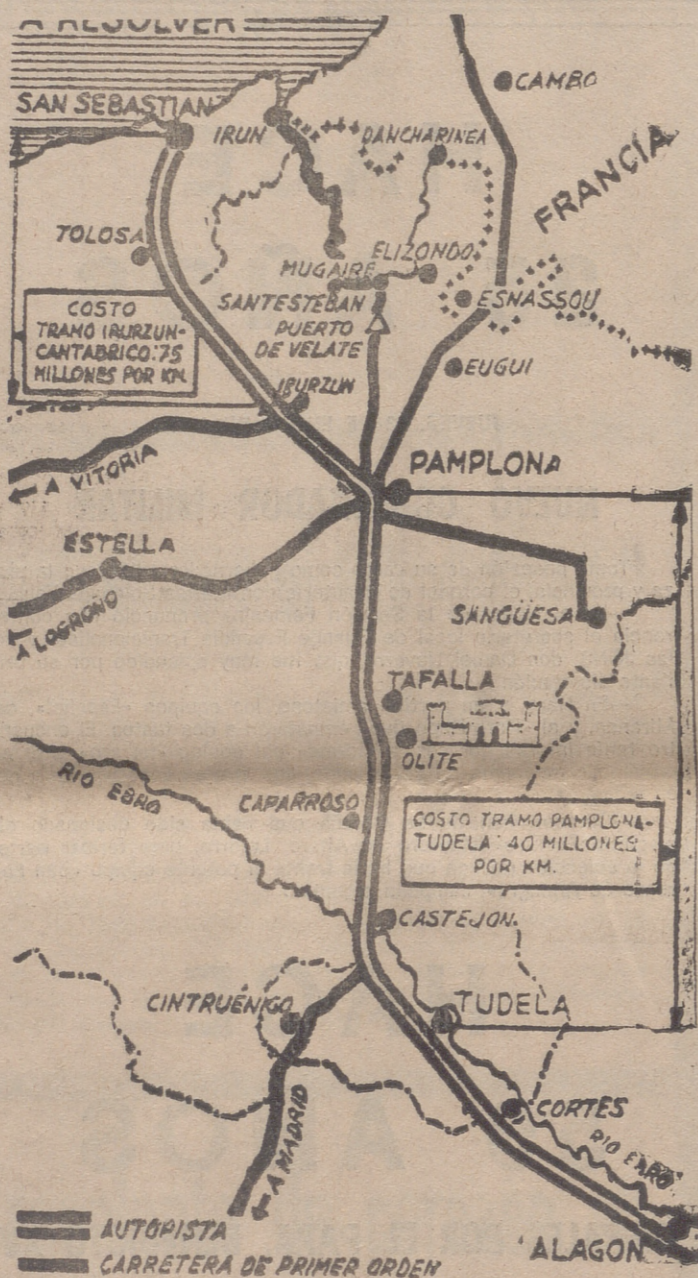 A RESOLVER
CAMBO
SAN SEBASTIAN
IRUN
DANCHARINEA
FRANCIA
TOLOSA
ELIZONDO
MUGAIRE
SANTESTEBAN
ESNASSOU
PUERTO
DE VELATE
COSTO
TRAMO IRURZUN-
CANTABRICO: 75
MILLONES POR KM.
EUGUI
IRURZUN
PAMPLONA
← A VITORIA
ESTELLA
SANGÜESA
← A LOGROÑO
TAFALLA
OLITE
RIO EBRO
CAPARROSO
COSTO TRAMO PAMPLONA-
TUDELA 40 MILLONES
POR KM.
CASTEJON.
CINTRUÉNIGO
TUDELA
CORTES
← A MADRID
RIO EBRO
AUTOPISTA
ALAGON
CARRETERA DE PRIMER ORDEN